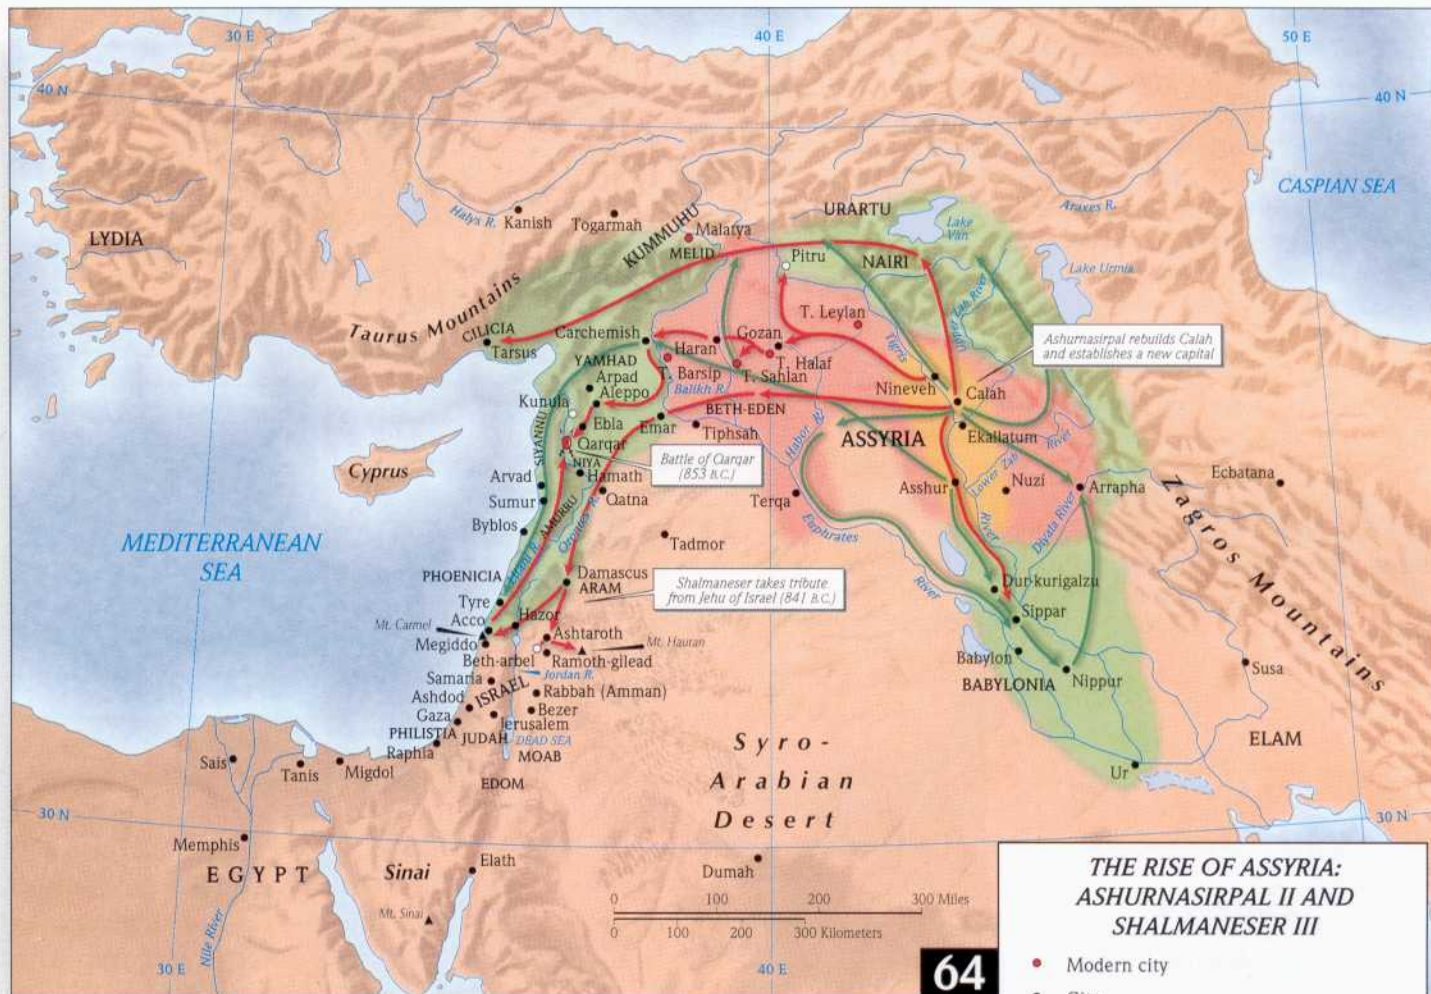 30 E
40 E
50 E
40 N
40 N
CASPIAN SEA
URARTU
Lake
Van
Araxes R.
Halys R.
Kanish
Togarmah
KUMMUHU
Malatya
MELID
Pitru
NAIRI
Lake Urmia
LYDIA
Taurus Mountains
CILICIA
Tarsus
Carchemish
Haran
Gozan
T. Leylan
Tigris
T. Halaf
T. Barsip
T. Sahlan
Balikh R.
YAMHAD
Arpad
Aleppo
Kunula
Ebla
Emar
Tiphsah
BETH-EDEN
Habor R.
Nineveh
Calah
Ashurnasirpal rebuilds Calah
and establishes a new capital
ASSYRIA
Ekallatum
River
Lower Zab
SIYANNU
Qarqar
NIYA
Hamath
Battle of Qarqar
(853 B.C.)
Cyprus
Arvad
Sumur
Byblos
AMURRU
Orontes R.
Qatna
Terqa
Asshur
Nuzi
Arrapha
Ecbatana
Zagros Mountains
Euphrates
River
River
Diyala River
Tadmor
MEDITERRANEAN
SEA
PHOENICIA
Litani R.
Damascus
ARAM
Shalmaneser takes tribute
from Jehu of Israel (841 B.C.)
Dur-kurigalzu
Sippar
Tyre
Acco
Hazor
Mt. Carmel
Megiddo
Ashtaroth
Mt. Hauran
Beth-arbel
Ramoth-gilead
Jordan R.
Babylon
BABYLONIA
Nippur
Susa
Samaria
Ashdod
ISRAEL
Rabbah (Amman)
Gaza
Bezer
Jerusalem
PHILISTIA
JUDAH
DEAD SEA
Raphia
MOAB
EDOM
ELAM
Ur
Sais
Tanis
Migdol
Syro-
Arabian
Desert
30 N
30 N
Memphis
EGYPT
Sinai
Elath
Dumah
Mt. Sinai
Nile River
0 100 200 300 Miles
0 100 200 300 Kilometers
30 E
40 E
64
THE RISE OF ASSYRIA:
ASHURNASIRPAL II AND
SHALMANESER III
Modern city